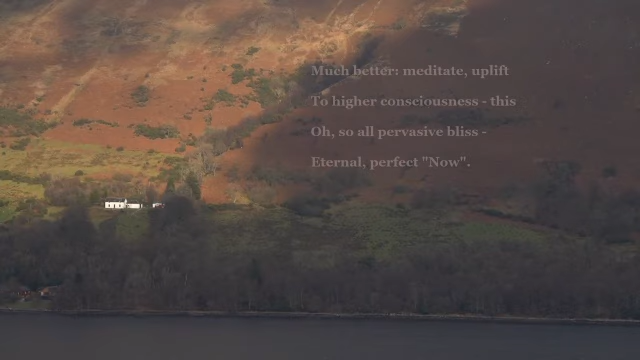 Much better: meditate, uplift
To higher consciousness - this
Oh, so all pervasive bliss -
Eternal, perfect "Now".